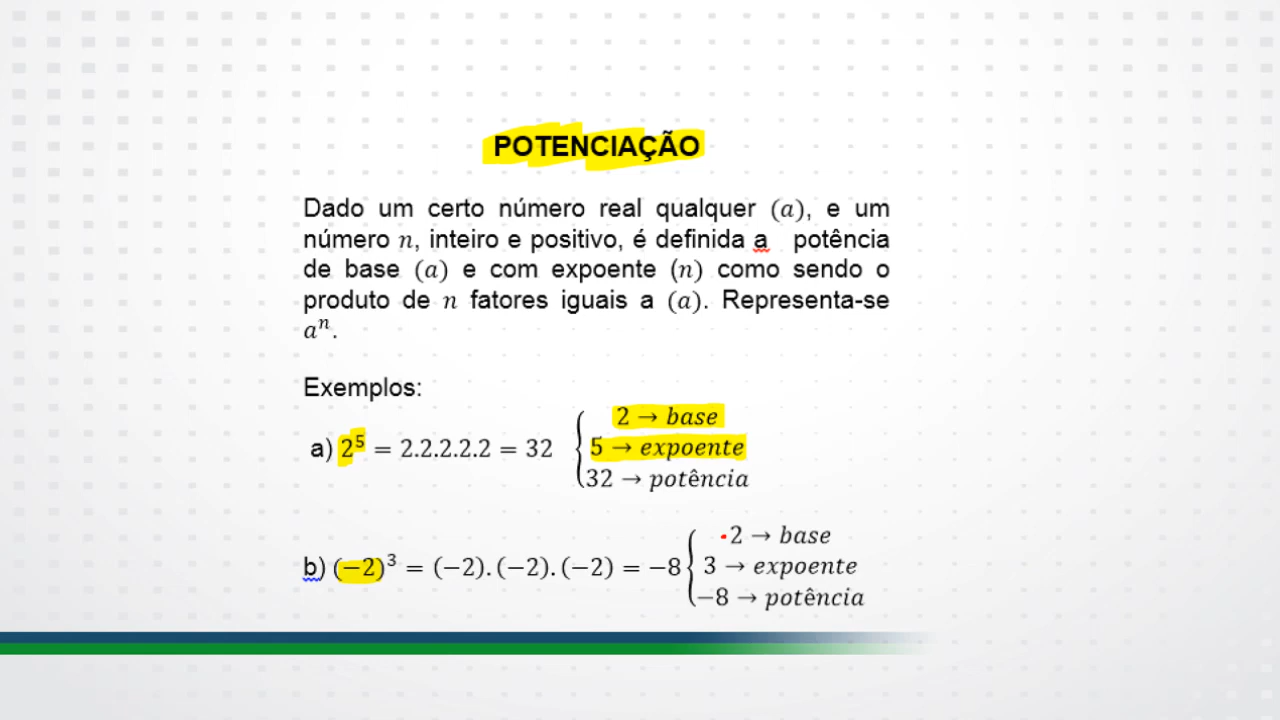 POTENCIAÇÃO
Dado um certo número real qualquer (a), e um
número n, inteiro e positivo, é definida a potência
de base (a) e com expoente (n) como sendo o
produto de n fatores iguais a (a). Representa-se
aⁿ.
Exemplos:
a) 2⁵ = 2.2.2.2.2 = 32 { 2 → base
5 → expoente
32 → potência
b) (−2)³ = (−2). (−2). (−2) = −8 { 2 → base
3 → expoente
−8 → potência